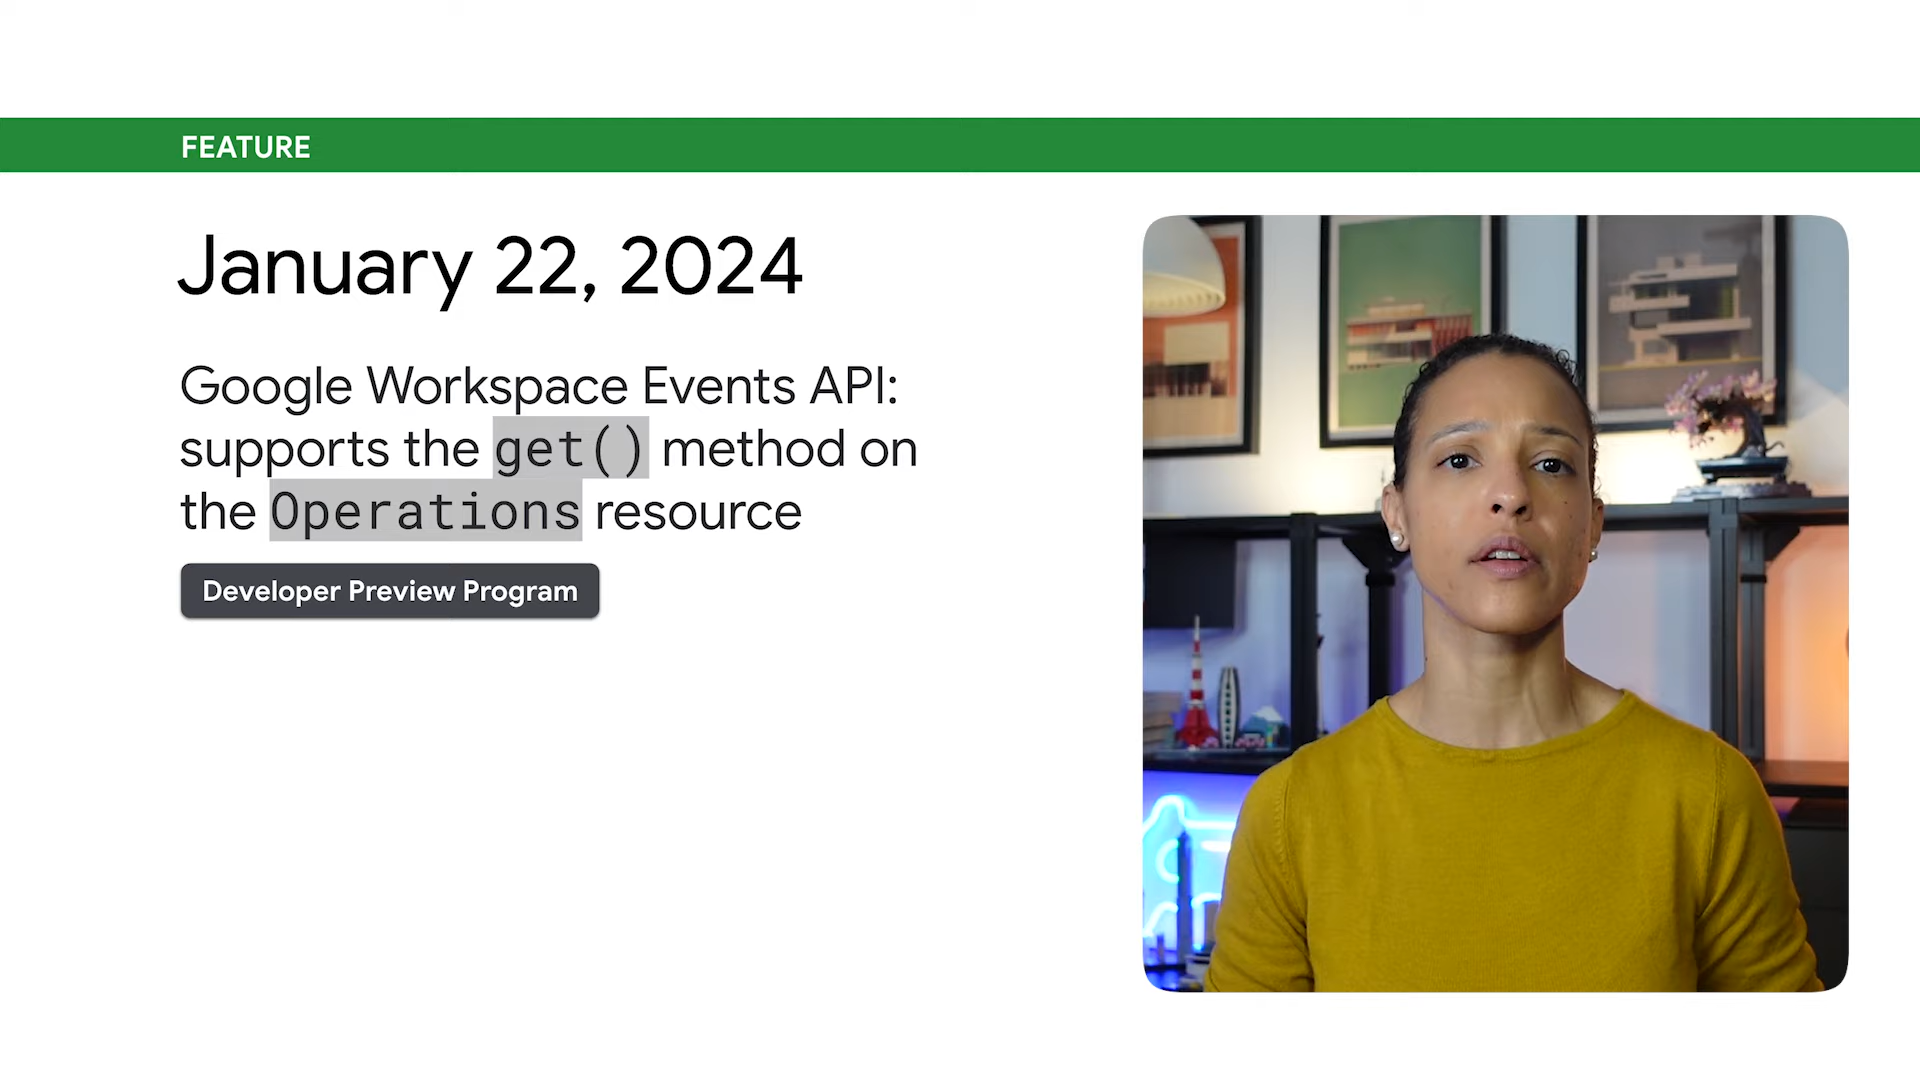 FEATURE
January 22, 2024
Google Workspace Events API:
supports the get() method on
the Operations resource
Developer Preview Program